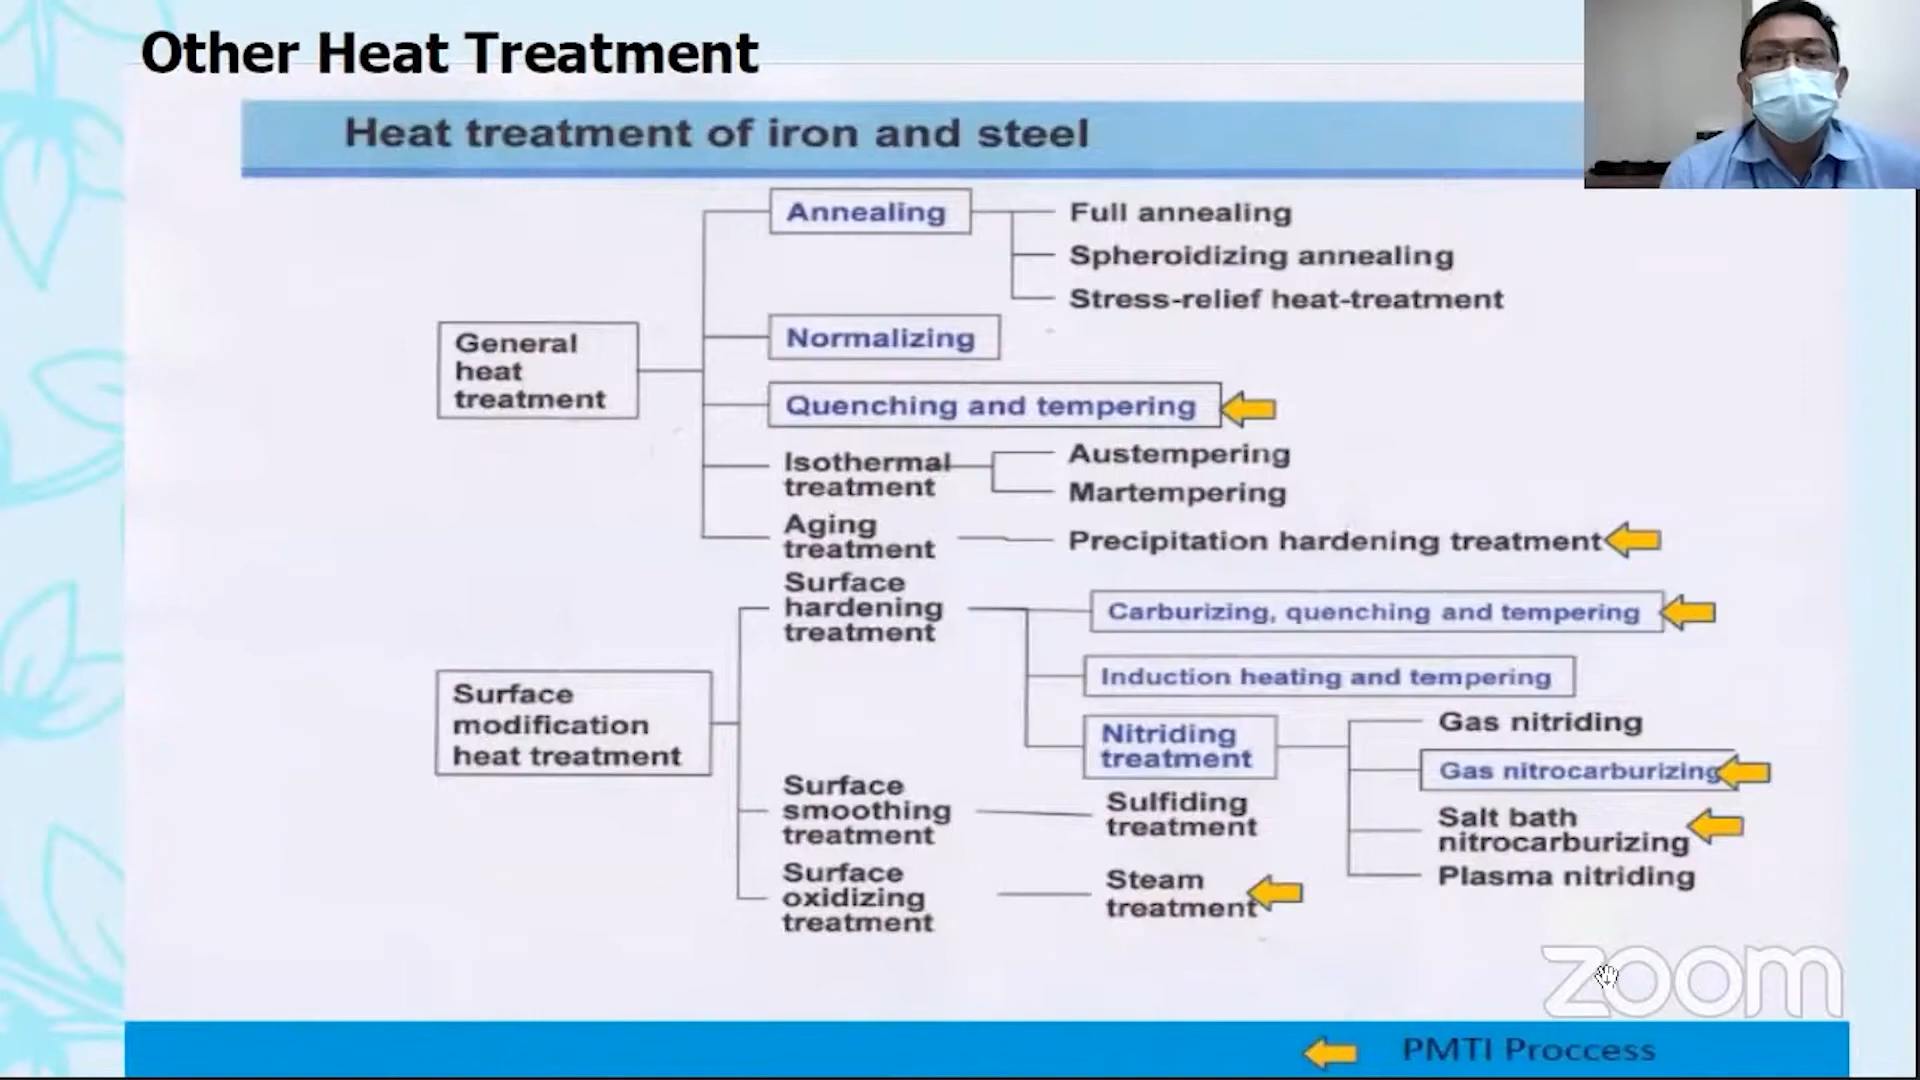 Other Heat Treatment
Heat treatment of iron and steel
Annealing
Full annealing
Spheroidizing annealing
Stress-relief heat-treatment
General
heat
treatment
Normalizing
Quenching and tempering
Isothermal
treatment
Austempering
Martempering
Aging
treatment
Precipitation hardening treatment
Surface
hardening
treatment
Carburizing, quenching and tempering
Induction heating and tempering
Surface
modification
heat treatment
Nitriding
treatment
Gas nitriding
Gas nitrocarburizing
Salt bath
nitrocarburizing
Plasma nitriding
Surface
smoothing
treatment
Sulfiding
treatment
Surface
oxidizing
treatment
Steam
treatment
zoom
PMTI Proccess